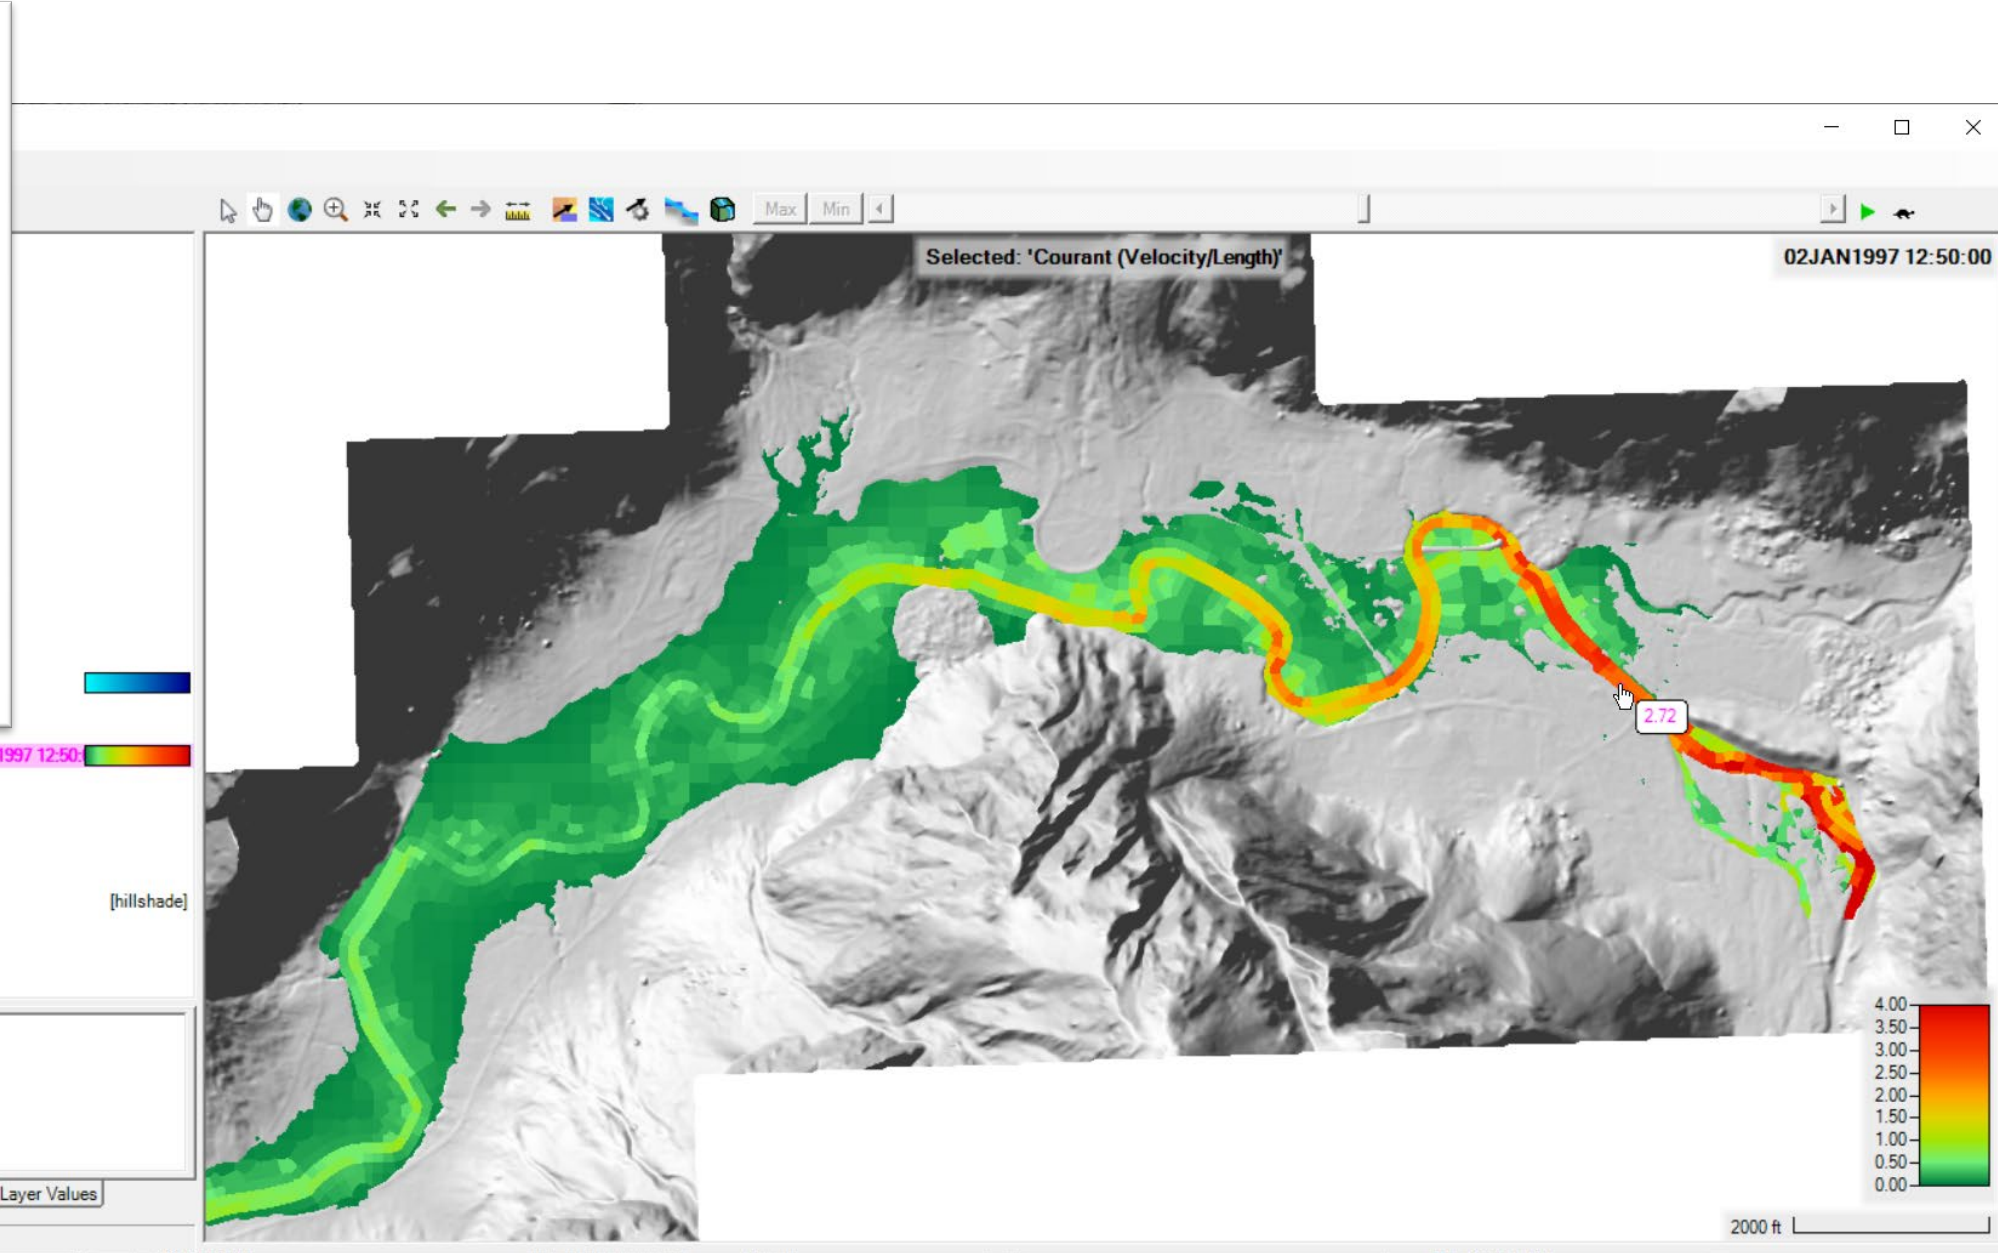 Max
Min
Selected: 'Courant (Velocity/Length)'
02JAN1997 12:50:00
2.72
1997 12:50:
[hillshade]
4.00
3.50
3.00
2.50
2.00
1.50
1.00
0.50
0.00
Layer Values
2000 ft